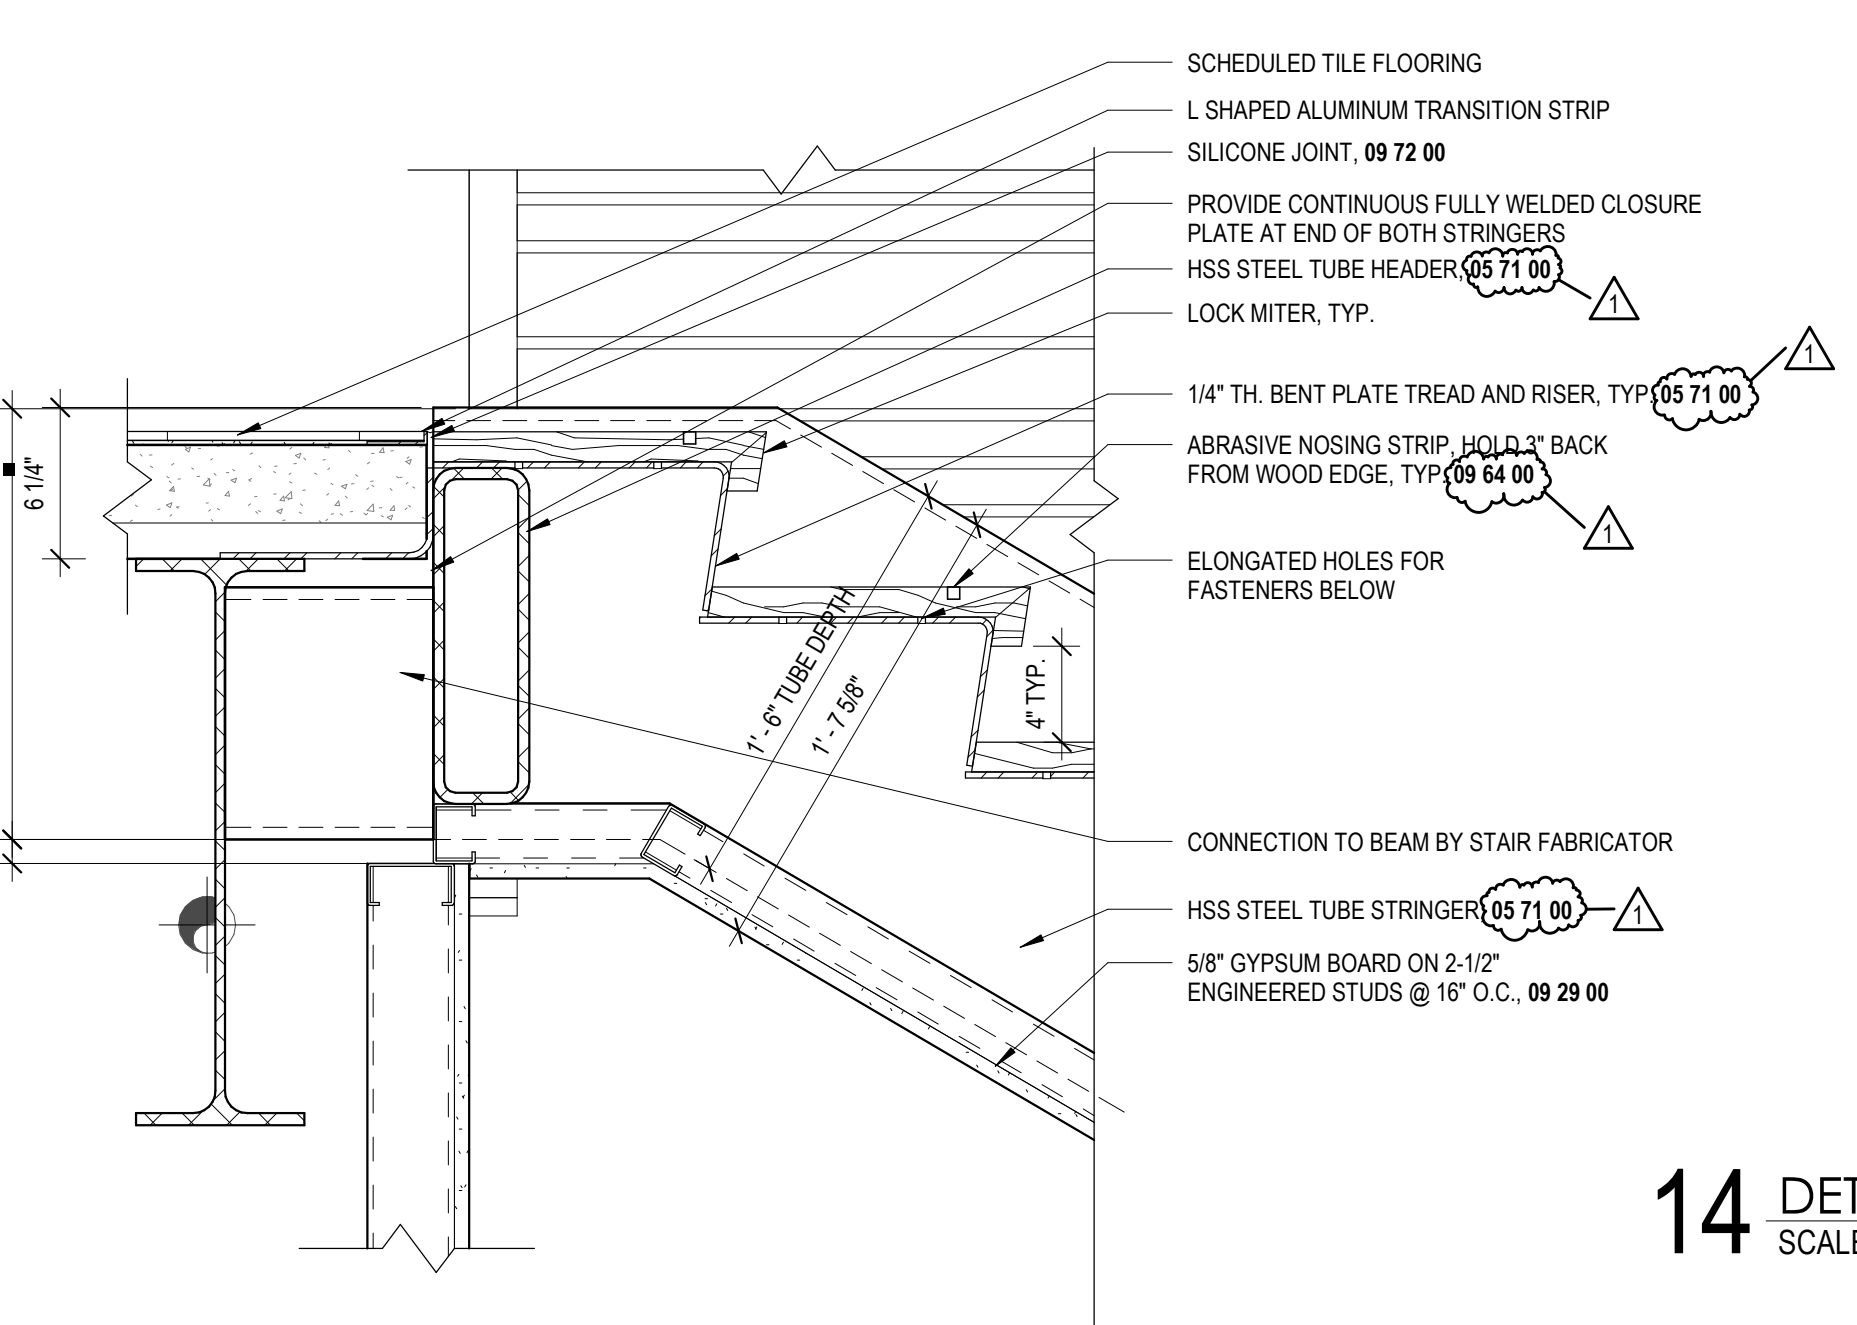 SCHEDULED TILE FLOORING
L SHAPED ALUMINUM TRANSITION STRIP
SILICONE JOINT, 09 72 00
PROVIDE CONTINUOUS FULLY WELDED CLOSURE
PLATE AT END OF BOTH STRINGERS
HSS STEEL TUBE HEADER, 05 71 00
1
LOCK MITER, TYP.
1
1/4" TH. BENT PLATE TREAD AND RISER, TYP. 05 71 00
ABRASIVE NOSING STRIP, HOLD 3" BACK
FROM WOOD EDGE, TYP. 09 64 00
1
ELONGATED HOLES FOR
FASTENERS BELOW
6 1/4"
1' - 6" TUBE DEPTH
1' - 7 5/8"
4" TYP.
CONNECTION TO BEAM BY STAIR FABRICATOR
HSS STEEL TUBE STRINGER, 05 71 00
1
5/8" GYPSUM BOARD ON 2-1/2"
ENGINEERED STUDS @ 16" O.C., 09 29 00
14 DET
SCALE